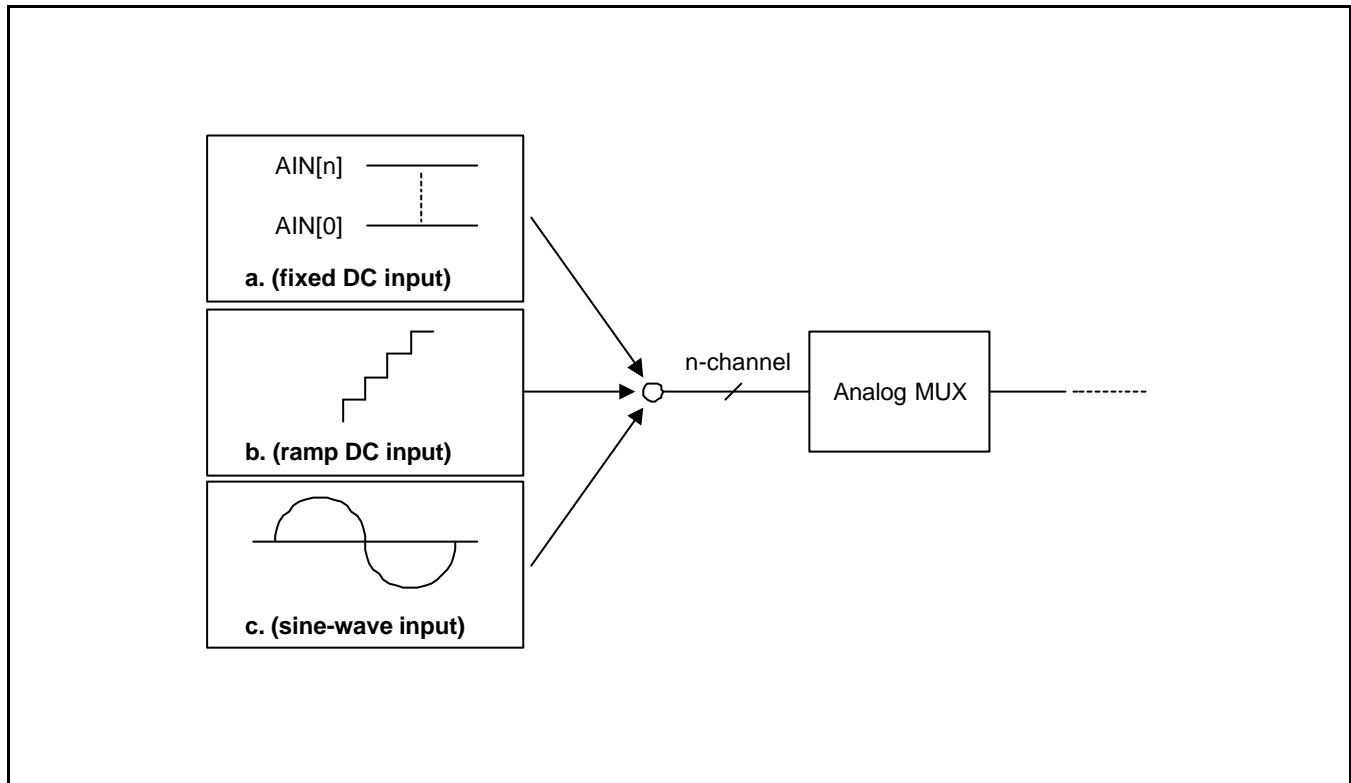 AIN[n]
AIN[0]
a. (fixed DC input)
b. (ramp DC input)
c. (sine-wave input)
n-channel
Analog MUX